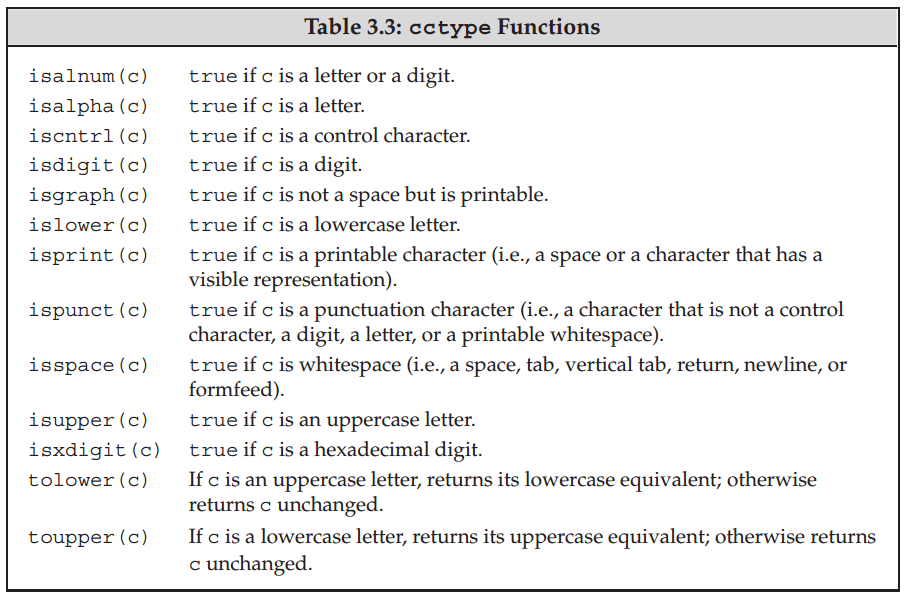 Table 3.3: cctype Functions
isalnum(c) true if c is a letter or a digit.
isalpha(c) true if c is a letter.
iscntrl(c) true if c is a control character.
isdigit(c) true if c is a digit.
isgraph(c) true if c is not a space but is printable.
islower(c) true if c is a lowercase letter.
isprint(c) true if c is a printable character (i.e., a space or a character that has a
visible representation).
ispunct(c) true if c is a punctuation character (i.e., a character that is not a control
character, a digit, a letter, or a printable whitespace).
isspace(c) true if c is whitespace (i.e., a space, tab, vertical tab, return, newline, or
formfeed).
isupper(c) true if c is an uppercase letter.
isxdigit(c) true if c is a hexadecimal digit.
tolower(c) If c is an uppercase letter, returns its lowercase equivalent; otherwise
returns c unchanged.
toupper(c) If c is a lowercase letter, returns its uppercase equivalent; otherwise returns
c unchanged.